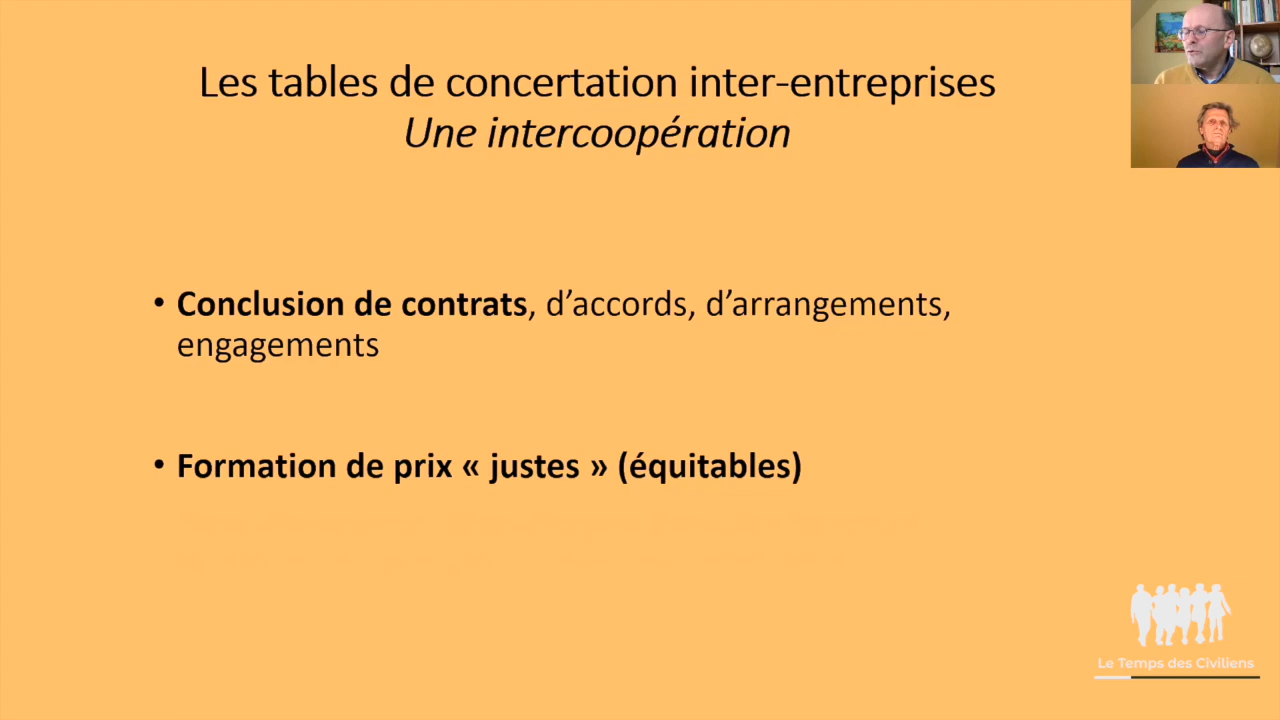 Les tables de concertation inter-entreprises
Une intercoopération
• Conclusion de contrats, d’accords, d’arrangements,
engagements
• Formation de prix « justes » (équitables)
Le Temps des Civiliens